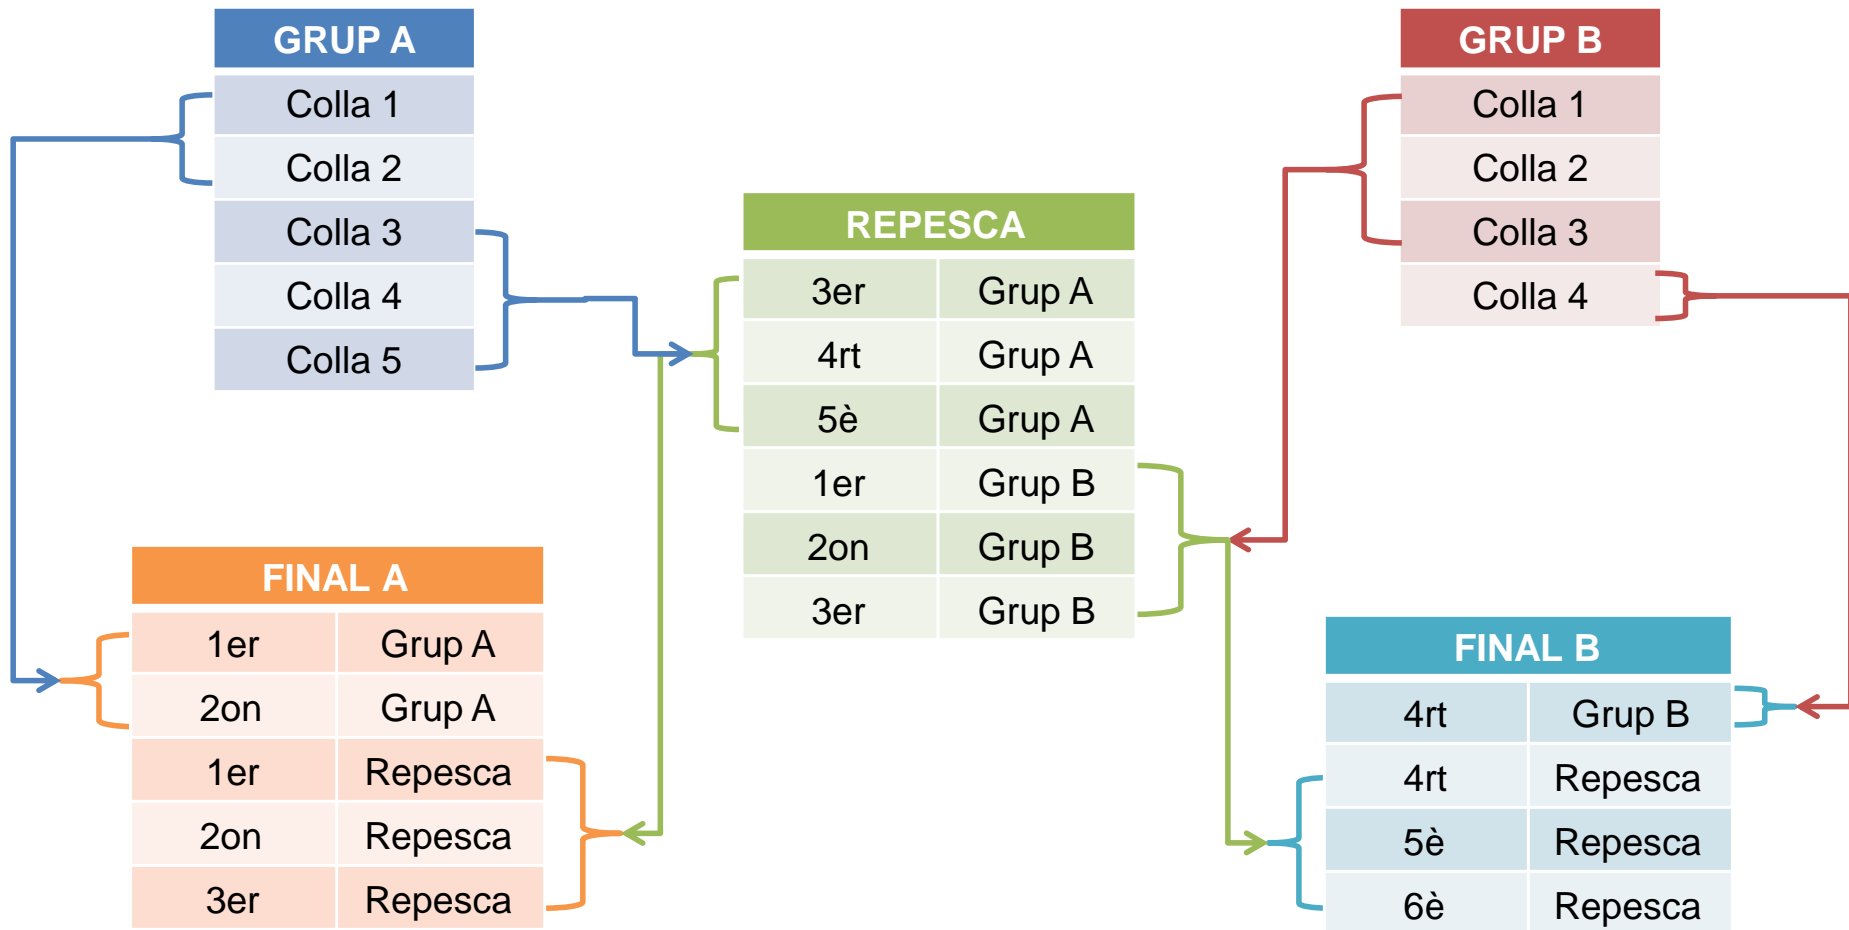 GRUP A
Colla 1
Colla 2
Colla 3
Colla 4
Colla 5
GRUP B
Colla 1
Colla 2
Colla 3
Colla 4
REPESCA
3er Grup A
4rt Grup A
5è Grup A
1er Grup B
2on Grup B
3er Grup B
FINAL A
1er Grup A
2on Grup A
1er Repesca
2on Repesca
3er Repesca
FINAL B
4rt Grup B
4rt Repesca
5è Repesca
6è Repesca